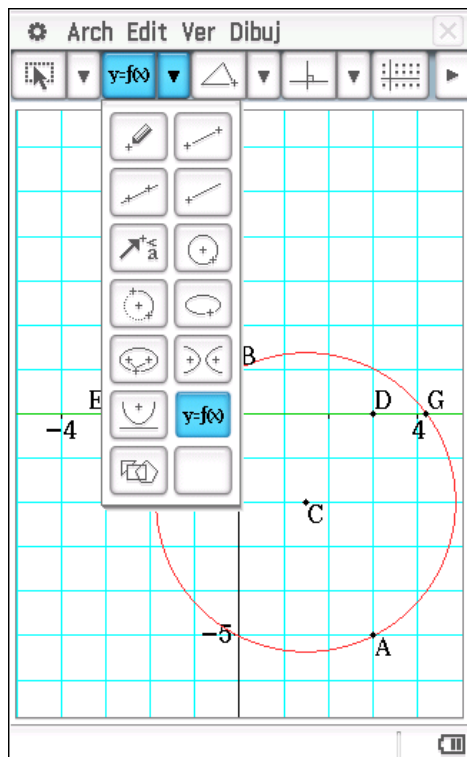 Arch Edit Ver Dibuj
y=f(x)
a
y=f(x)
B
E D G
-4 4
C
-5
A